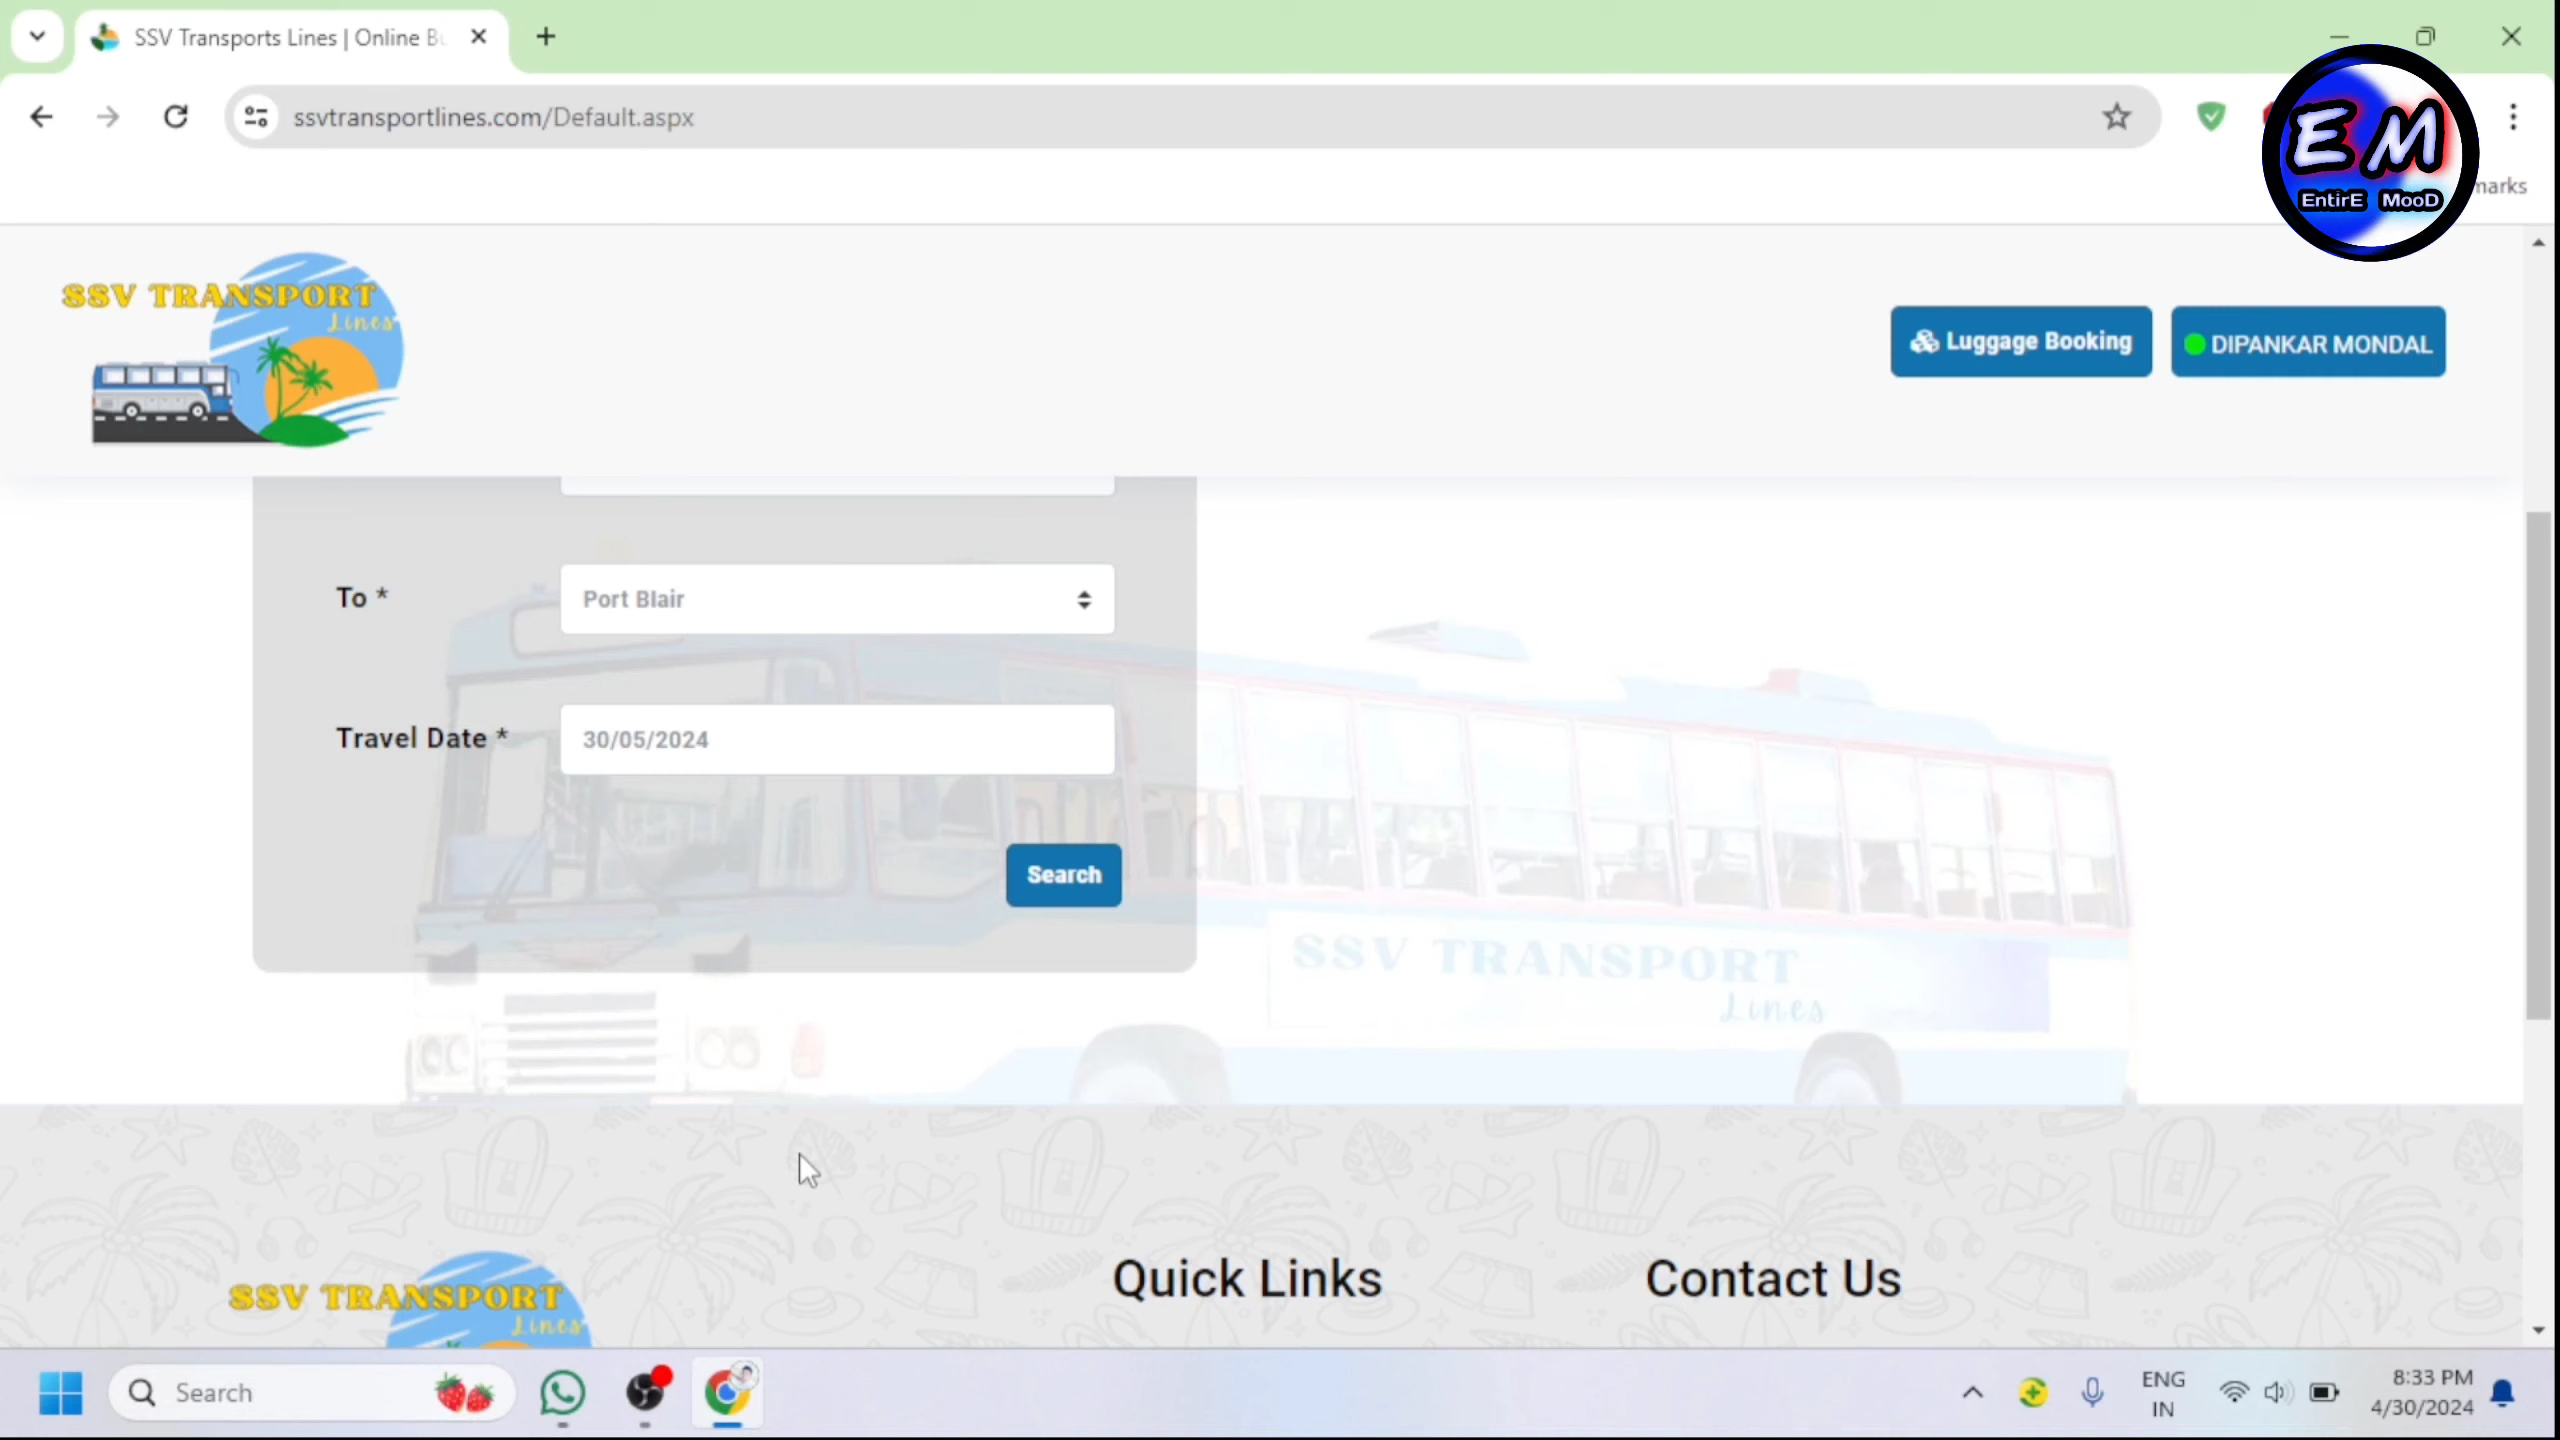 SSV Transports Lines | Online Bu
ssvtransportlines.com/Default.aspx
EM
EntirE MooD
marks
SSV TRANSPORT
Lines
Luggage Booking
DIPANKAR MONDAL
To *
Port Blair
Travel Date *
30/05/2024
Search
SSV TRANSPORT
Lines
SSV TRANSPORT
Lines
Quick Links
Contact Us
Search
ENG
IN
8:33 PM
4/30/2024